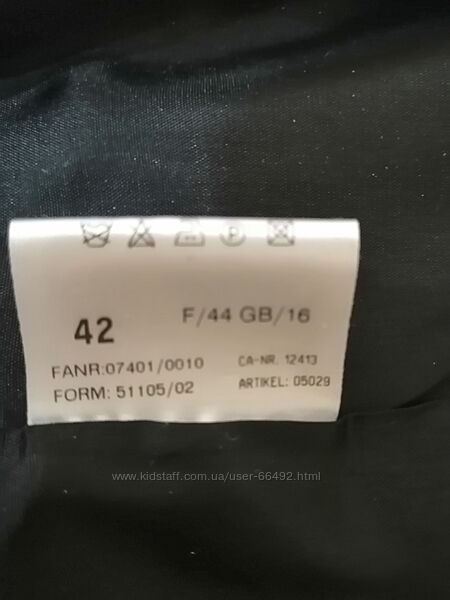 P
42 F/44 GB/16
FANR:07401/0010 CA-NR. 12413
FORM: 51105/02 ARTIKEL: 05029
www.kidstaff.com.ua/user-66492.html